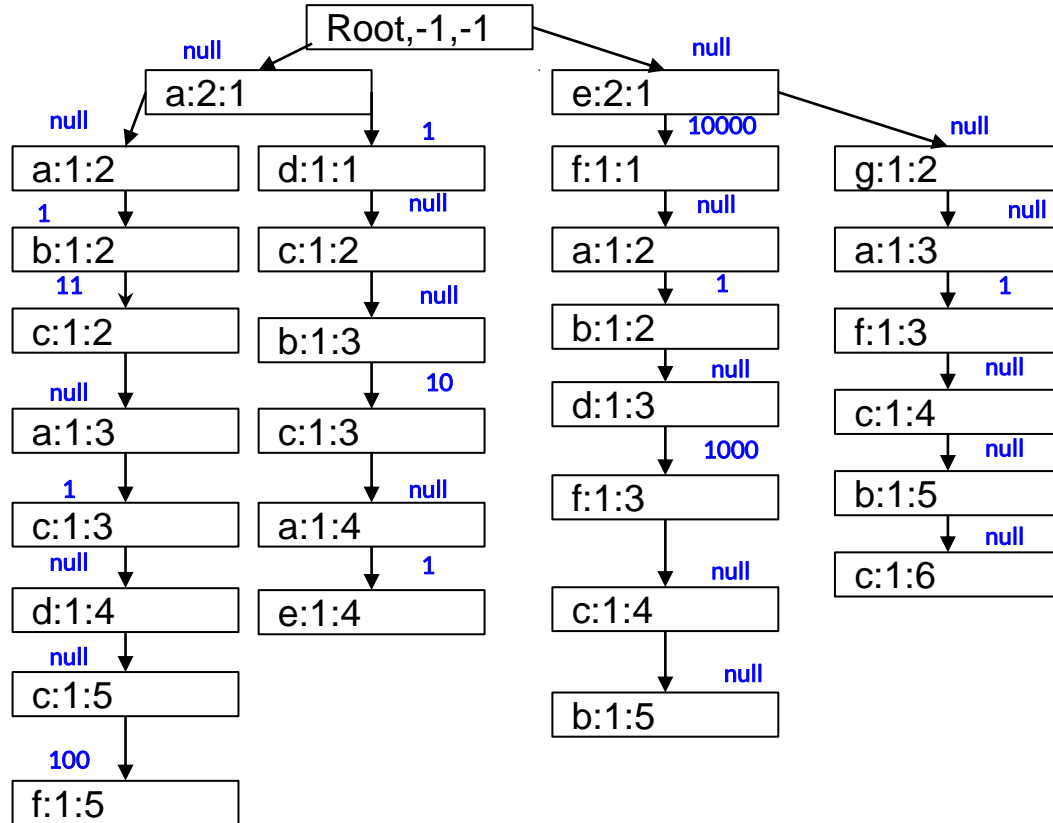 Root,-1,-1
null
null
a:2:1
e:2:1
null
1
10000
null
a:1:2
d:1:1
f:1:1
g:1:2
1
null
null
null
b:1:2
c:1:2
a:1:2
a:1:3
11
null
1
1
c:1:2
b:1:3
b:1:2
f:1:3
null
10
null
null
a:1:3
c:1:3
d:1:3
c:1:4
1
null
1000
null
c:1:3
a:1:4
f:1:3
b:1:5
null
1
null
null
d:1:4
e:1:4
c:1:4
c:1:6
null
null
c:1:5
b:1:5
100
f:1:5